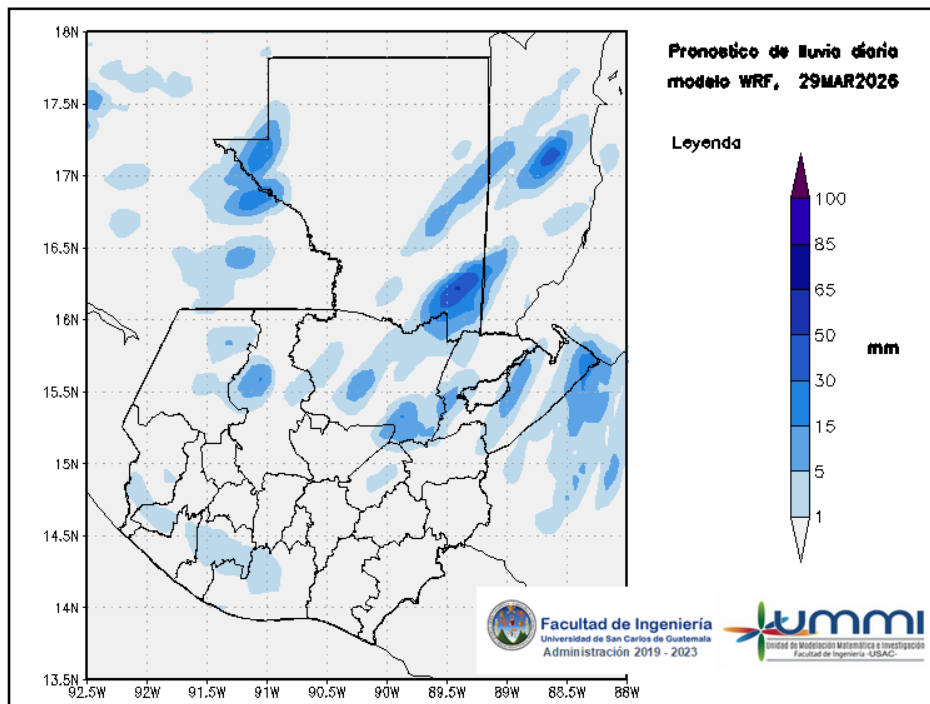 Pronostico de lluvia diaria
modelo WRF, 29MAR2026
Leyenda
100
85
65
50
30
15
5
1
mm
18N
17.5N
17N
16.5N
16N
15.5N
15N
14.5N
14N
13.5N
92.5W
92W
91.5W
91W
90.5W
90W
89.5W
89W
88.5W
88W
Facultad de Ingeniería
Universidad de San Carlos de Guatemala
Administración 2019 - 2023
ummi
Unidad de Modelación Matemática e Investigación
Facultad de Ingeniería -USAC-